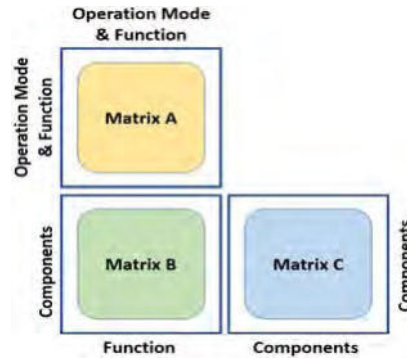 Operation Mode
& Function
Operation Mode
& Function
Matrix A
Components
Matrix B
Matrix C
Components
Function
Components